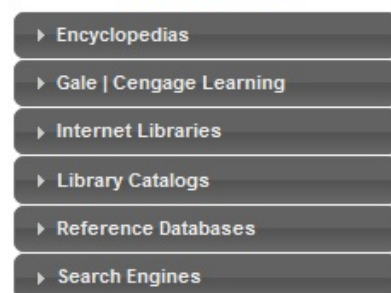 Encyclopedias
Gale | Cengage Learning
Internet Libraries
Library Catalogs
Reference Databases
Search Engines